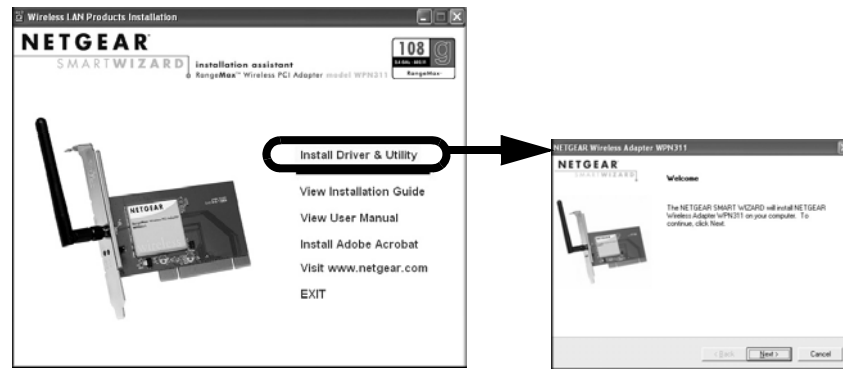 Wireless LAN Products Installation
NETGEAR
SMARTWIZARD installation assistant
RangeMax™ Wireless PCI Adapter model WPN311
108
g
RangeMax™
NETGEAR
Install Driver & Utility
View Installation Guide
View User Manual
Install Adobe Acrobat
Visit www.netgear.com
EXIT
NETGEAR Wireless Adapter WPN311
NETGEAR
SMARTWIZARD
Welcome
The NETGEAR SMART WIZARD will install NETGEAR
Wireless Adapter WPN311 on your computer. To
continue, click Next.
< Back
Next >
Cancel